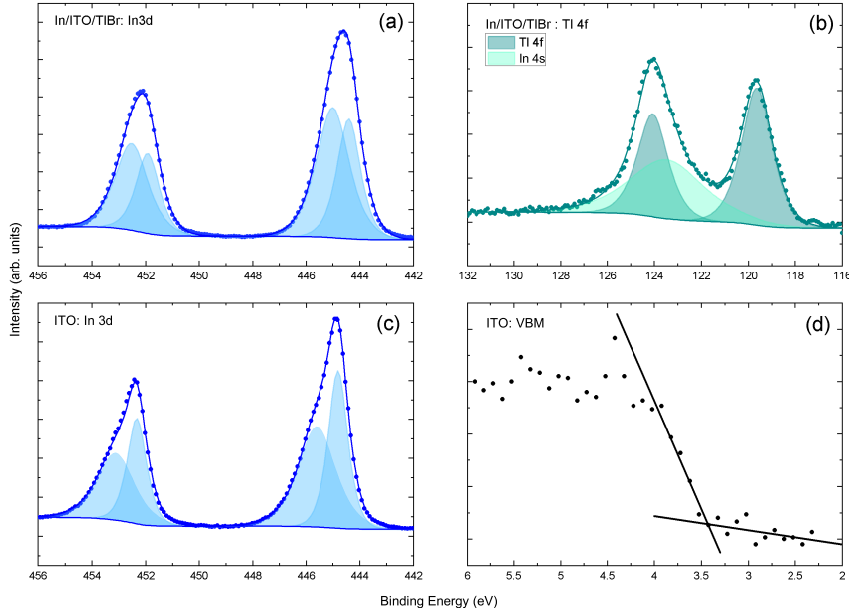 In/ITO/TlBr: In3d
(a)
456 454 452 450 448 446 444 442
In/ITO/TlBr : Tl 4f
(b)
Tl 4f
In 4s
132 130 128 126 124 122 120 118 116
Intensity (arb. units)
ITO: In 3d
(c)
456 454 452 450 448 446 444 442
ITO: VBM
(d)
6 5.5 5 4.5 4 3.5 3 2.5 2
Binding Energy (eV)